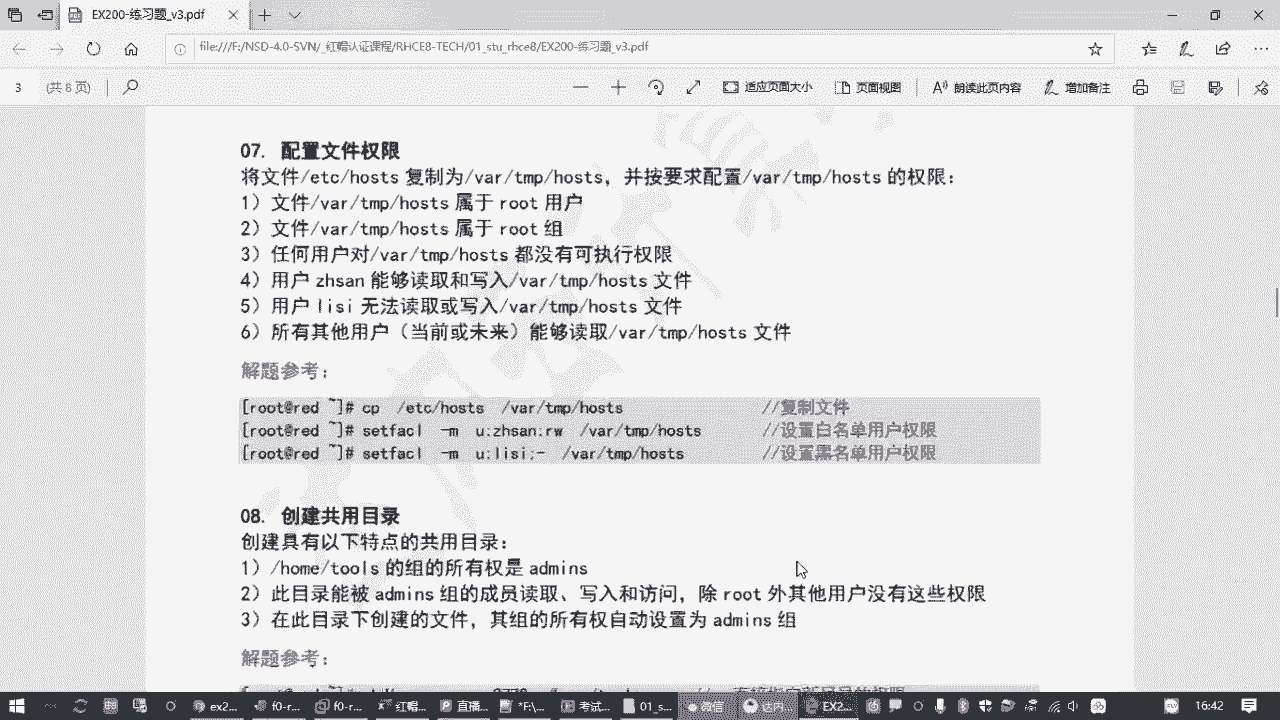 EX200-练习题_v3.pdf
file:///F:/NSD-4.0-SVN/_红帽认证课程/RHCE8-TECH/01_stu_rhce8/EX200-练习题_v3.pdf
3 (共 6 页) 适应页面大小 页面视图 朗读此页内容 增加备注
07. 配置文件权限
将文件/etc/hosts 复制为/var/tmp/hosts，并按要求配置/var/tmp/hosts 的权限：
1）文件/var/tmp/hosts 属于 root 用户
2）文件/var/tmp/hosts 属于 root 组
3）任何用户对/var/tmp/hosts 都没有可执行权限
4）用户 zhsan 能够读取和写入/var/tmp/hosts 文件
5）用户 lisi 无法读取或写入/var/tmp/hosts 文件
6）所有其他用户（当前或未来）能够读取/var/tmp/hosts 文件
解题参考：
[root@red ~]# cp /etc/hosts /var/tmp/hosts //复制文件
[root@red ~]# setfacl -m u:zhsan:rw /var/tmp/hosts //设置白名单用户权限
[root@red ~]# setfacl -m u:lisi:- /var/tmp/hosts //设置黑名单用户权限
08. 创建共用目录
创建具有以下特点的共用目录：
1）/home/tools 的组的所有权是 admins
2）此目录能被 admins 组的成员读取、写入和访问，除 root 外其他用户没有这些权限
3）在此目录下创建的文件，其组的所有权自动设置为 admins 组
解题参考：
ex2... f0-r... f0-r... 红帽... 直播... "F:\... 考试... 01_s... 微信 达内 EX2... 16:42